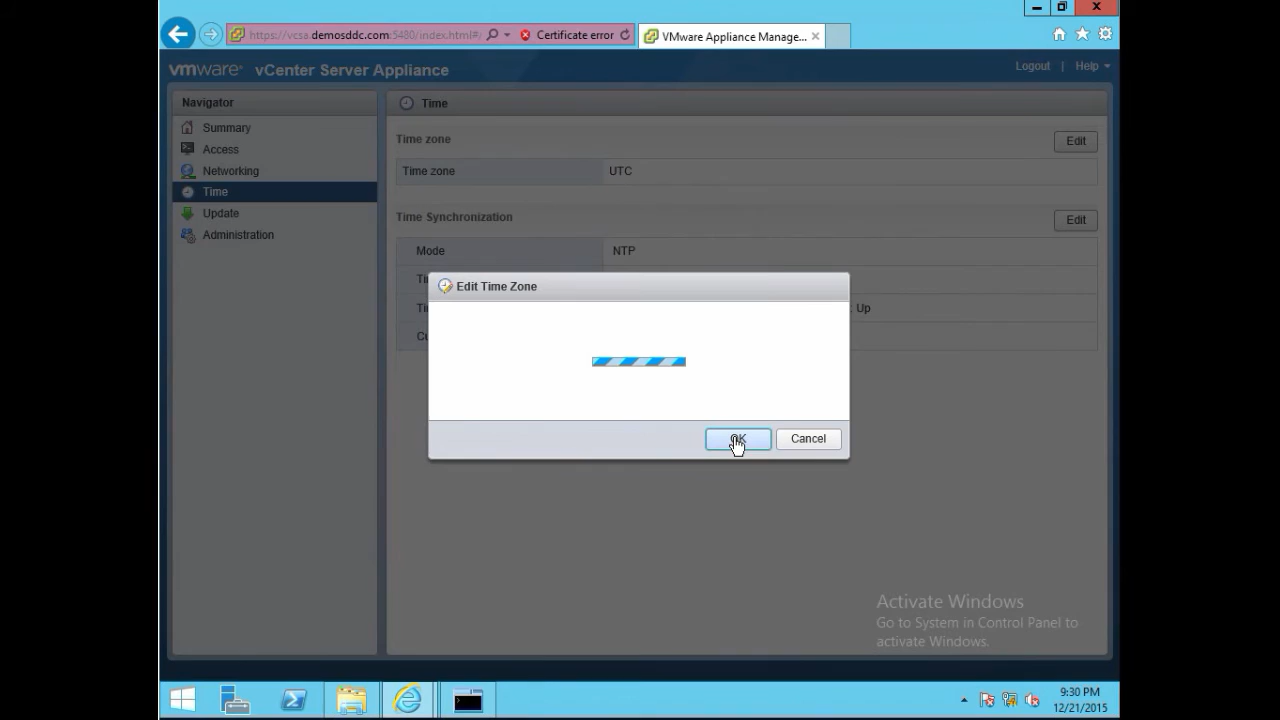 https://vcsa.demosddc.com:5480/index.html#/
Certificate error
VMware Appliance Manage...
vmware
vCenter Server Appliance
Logout | Help
Navigator
Summary
Access
Networking
Time
Update
Administration
Time
Time zone
Edit
Time zone UTC
Time Synchronization
Edit
Mode NTP
Ti
Ti : Up
Cu
Edit Time Zone
OK Cancel
Activate Windows
Go to System in Control Panel to
activate Windows.
9:30 PM
12/21/2015